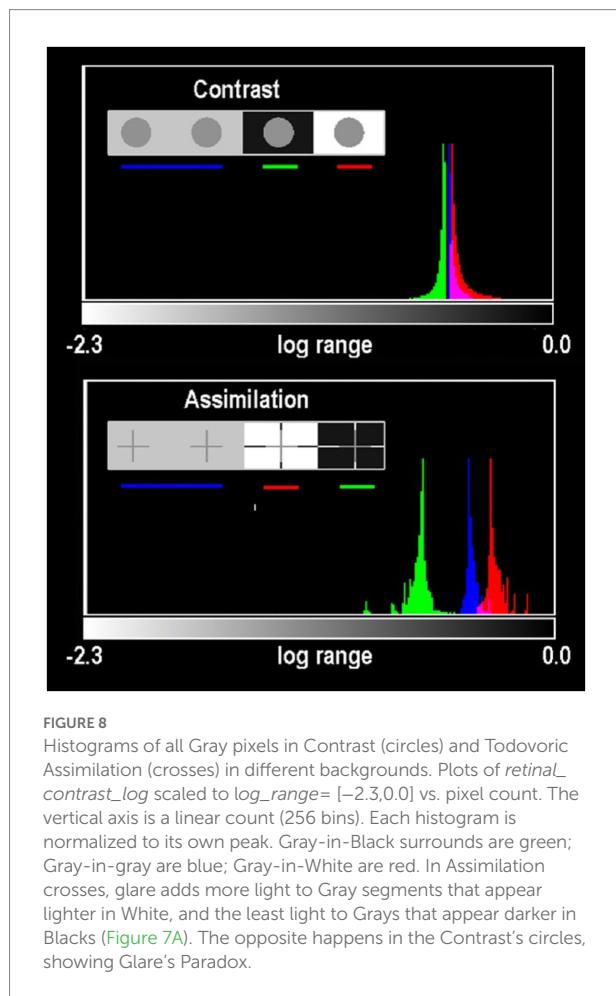 Contrast
-2.3 log range 0.0
Assimilation
-2.3 log range 0.0
FIGURE 8
Histograms of all Gray pixels in Contrast (circles) and Todovoric
Assimilation (crosses) in different backgrounds. Plots of retinal_
contrast_log scaled to log_range= [−2.3,0.0] vs. pixel count. The
vertical axis is a linear count (256 bins). Each histogram is
normalized to its own peak. Gray-in-Black surrounds are green;
Gray-in-gray are blue; Gray-in-White are red. In Assimilation
crosses, glare adds more light to Gray segments that appear
lighter in White, and the least light to Grays that appear darker in
Blacks (Figure 7A). The opposite happens in the Contrast’s circles,
showing Glare’s Paradox.